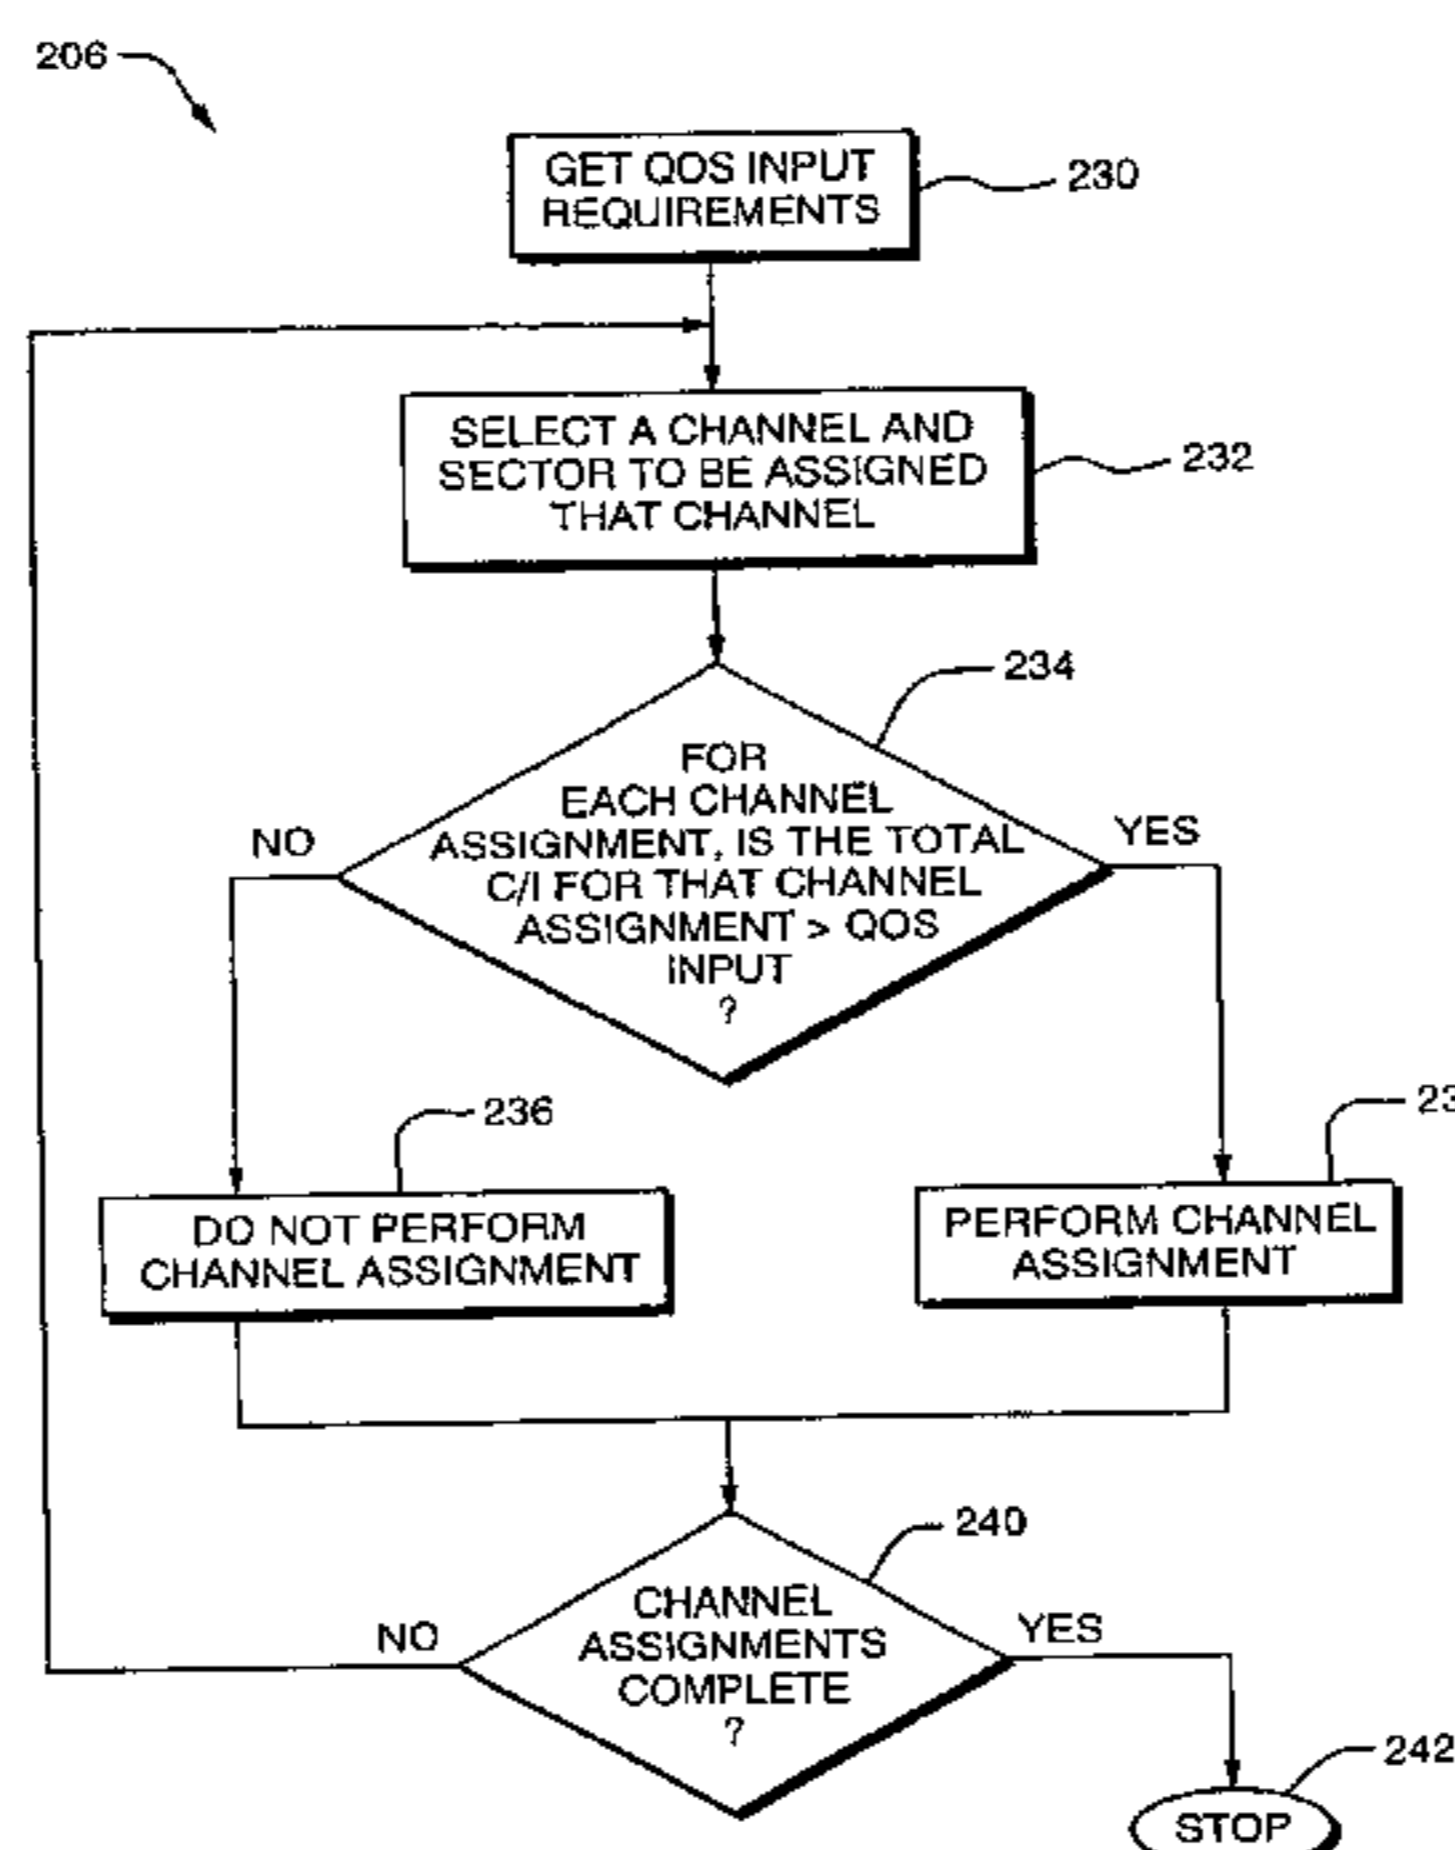 206
GET QOS INPUT
REQUIREMENTS
230
SELECT A CHANNEL AND
SECTOR TO BE ASSIGNED
THAT CHANNEL
232
234
FOR
EACH CHANNEL
ASSIGNMENT, IS THE TOTAL
C/I FOR THAT CHANNEL
ASSIGNMENT > QOS
INPUT
?
NO
YES
236
DO NOT PERFORM
CHANNEL ASSIGNMENT
PERFORM CHANNEL
ASSIGNMENT
240
CHANNEL
ASSIGNMENTS
COMPLETE
?
NO
YES
242
STOP